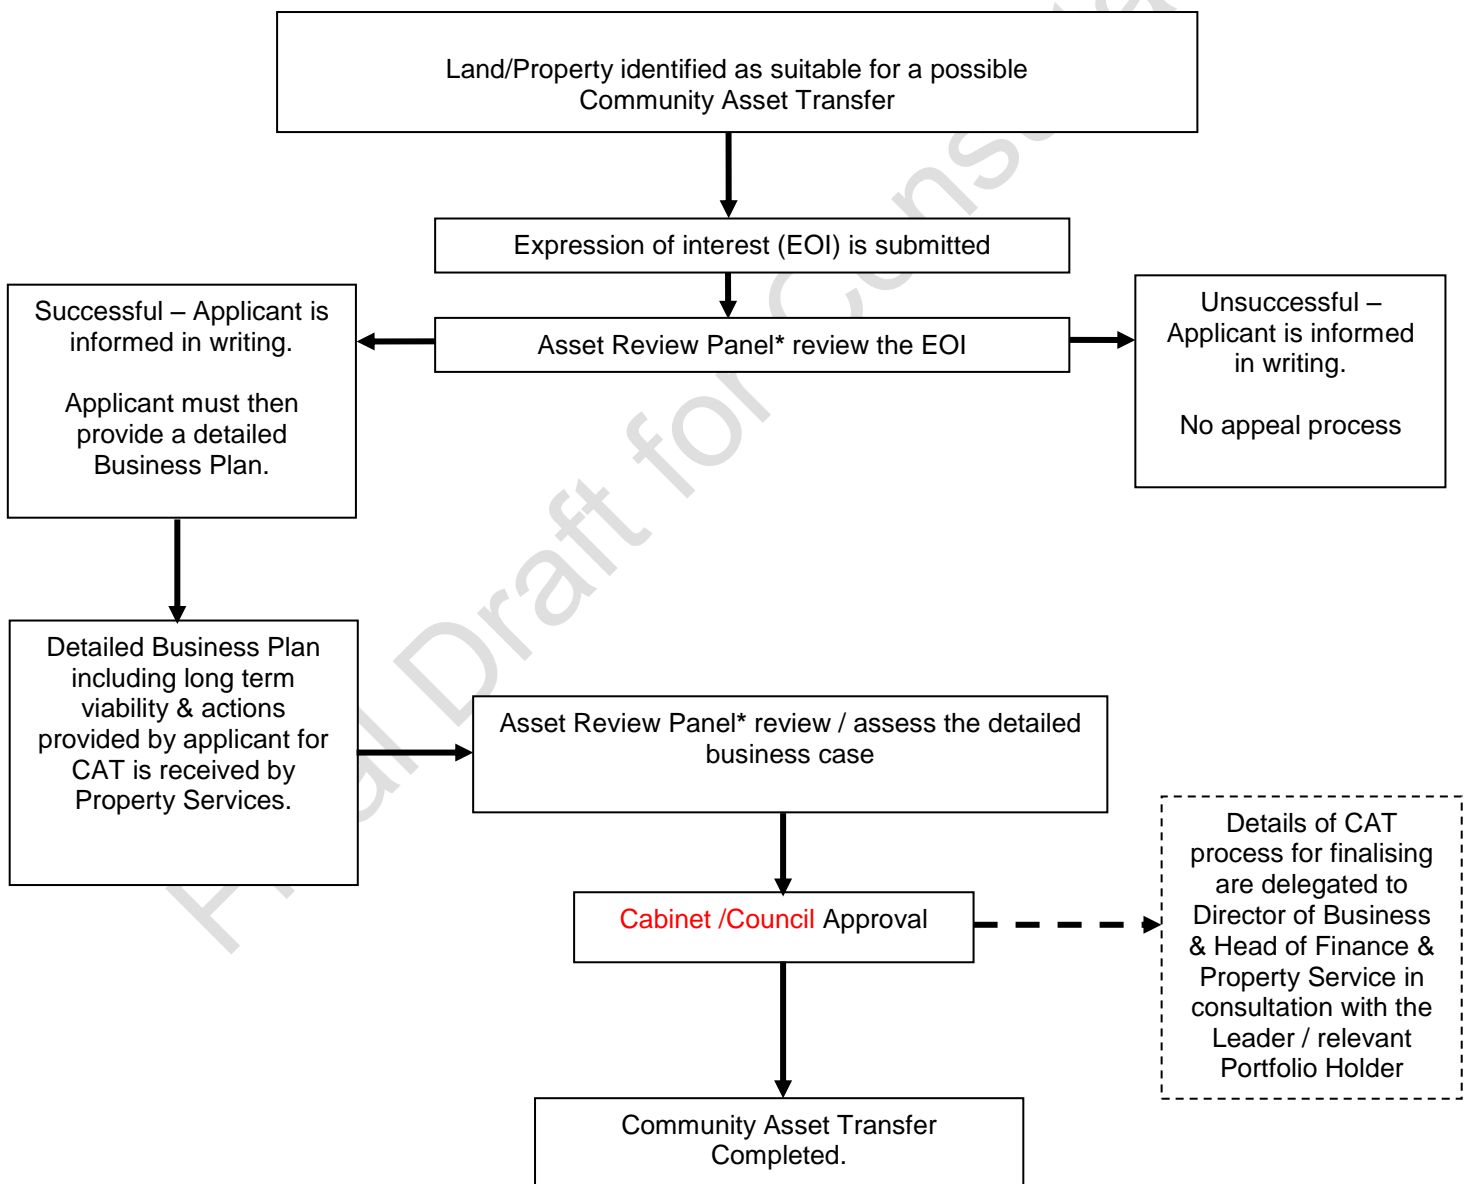 Land/Property identified as suitable for a possible
Community Asset Transfer
Expression of interest (EOI) is submitted
Successful – Applicant is
informed in writing.
Applicant must then
provide a detailed
Business Plan.
Asset Review Panel* review the EOI
Unsuccessful –
Applicant is informed
in writing.
No appeal process
Detailed Business Plan
including long term
viability & actions
provided by applicant for
CAT is received by
Property Services.
Asset Review Panel* review / assess the detailed
business case
Cabinet /Council Approval
Details of CAT
process for finalising
are delegated to
Director of Business
& Head of Finance &
Property Service in
consultation with the
Leader / relevant
Portfolio Holder
Community Asset Transfer
Completed.
Draft for